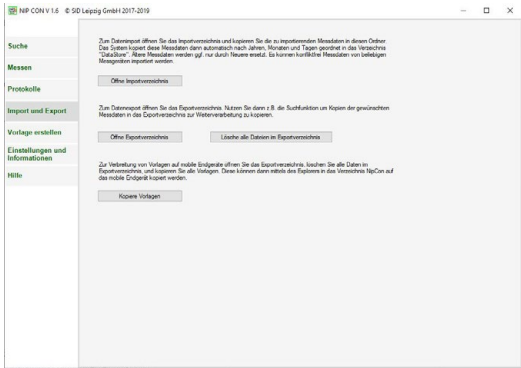 NIP CON V 1.6 © SID Leipzig GmbH 2017-2019
Suche
Messen
Protokolle
Import und Export
Vorlage erstellen
Einstellungen und
Informationen
Hilfe
Zum Datenimport öffnen Sie das Importverzeichnis und kopieren Sie die zu importierenden Messdaten in diesen Ordner.
Das System kopiert diese Messdaten dann automatisch nach Jahren, Monaten und Tagen geordnet in das Verzeichnis
"DataStore". Ältere Messdaten werden ggf. nur durch Neuere ersetzt. Es können konfliktfrei Messdaten von beliebigen
Messgeräten importiert werden.
Öffne Importverzeichnis
Zum Datenexport öffnen Sie das Exportverzeichnis. Nutzen Sie dann z.B. die Suchfunktion um Kopien der gewünschten
Messdaten in das Exportverzeichnis zur Weiterverarbeitung zu kopieren.
Öffne Exportverzeichnis
Lösche alle Dateien im Exportverzeichnis
Zur Verbreitung von Vorlagen auf mobile Endgeräte öffnen Sie das Exportverzeichnis, löschen Sie alle Daten im
Exportverzeichnis, und kopieren Sie alle Vorlagen. Diese können dann mittels des Explorers in das Verzeichnis NipCon auf
das mobile Endgerät kopiert werden.
Kopiere Vorlagen